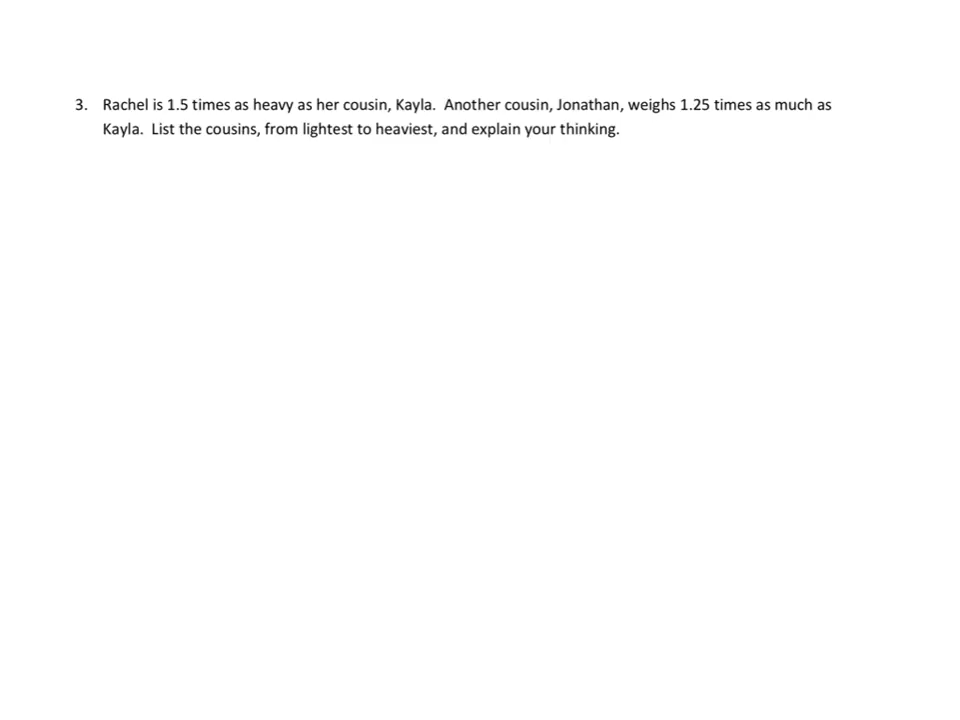 3. Rachel is 1.5 times as heavy as her cousin, Kayla. Another cousin, Jonathan, weighs 1.25 times as much as
Kayla. List the cousins, from lightest to heaviest, and explain your thinking.